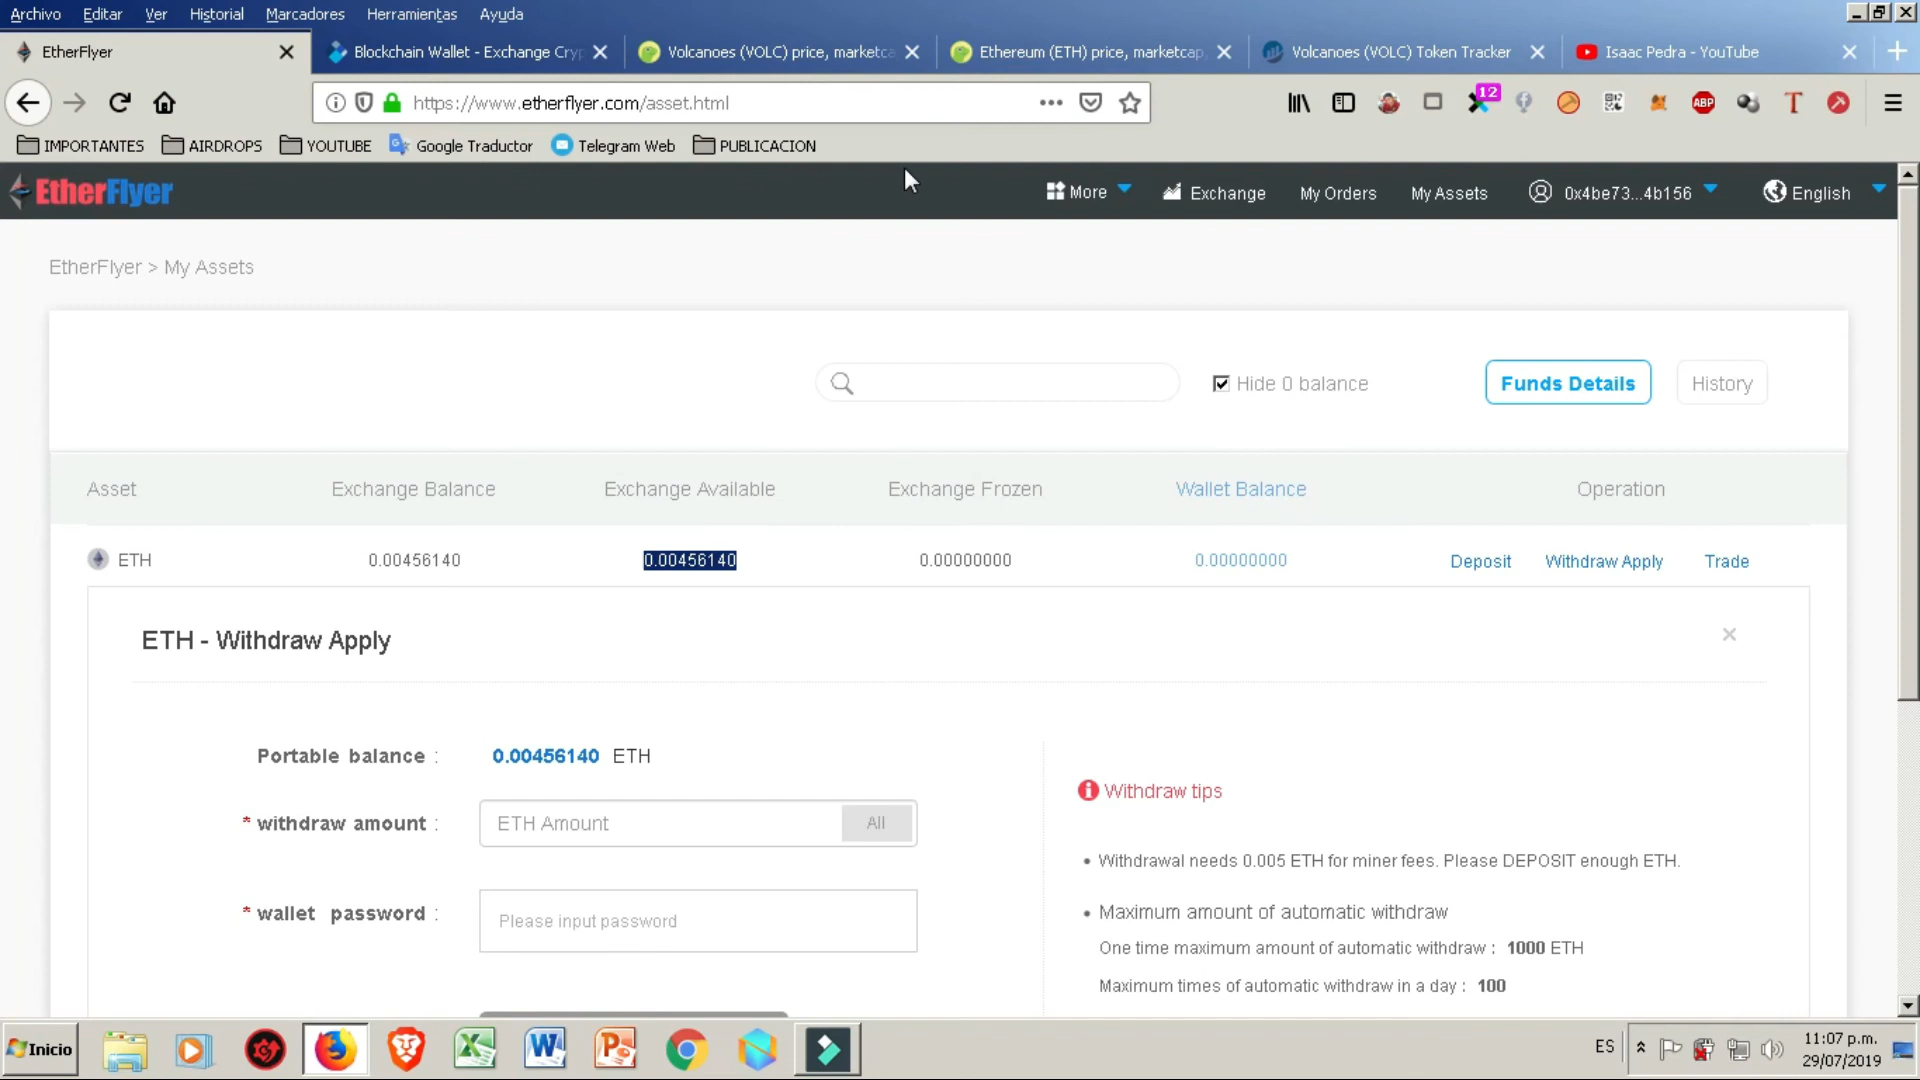 Archivo Editar Ver Historial Marcadores Herramientas Ayuda
EtherFlyer
Blockchain Wallet - Exchange Cryp
Volcanoes (VOLC) price, marketca
Ethereum (ETH) price, marketcap,
Volcanoes (VOLC) Token Tracker
Isaac Pedra - YouTube
https://www.etherflyer.com/asset.html
12
ABP
T
IMPORTANTES AIRDROPS YOUTUBE Google Traductor Telegram Web PUBLICACION
EtherFlyer
More Exchange My Orders My Assets 0x4be73...4b156 English
EtherFlyer > My Assets
Hide 0 balance
Funds Details
History
Asset Exchange Balance Exchange Available Exchange Frozen Wallet Balance Operation
ETH 0.00456140 0.00456140 0.00000000 0.00000000 Deposit Withdraw Apply Trade
ETH - Withdraw Apply
×
Portable balance : 0.00456140 ETH
* withdraw amount : ETH Amount All
* wallet password : Please input password
Withdraw tips
• Withdrawal needs 0.005 ETH for miner fees. Please DEPOSIT enough ETH.
• Maximum amount of automatic withdraw
One time maximum amount of automatic withdraw : 1000 ETH
Maximum times of automatic withdraw in a day : 100
Inicio
ES
11:07 p.m.
29/07/2019